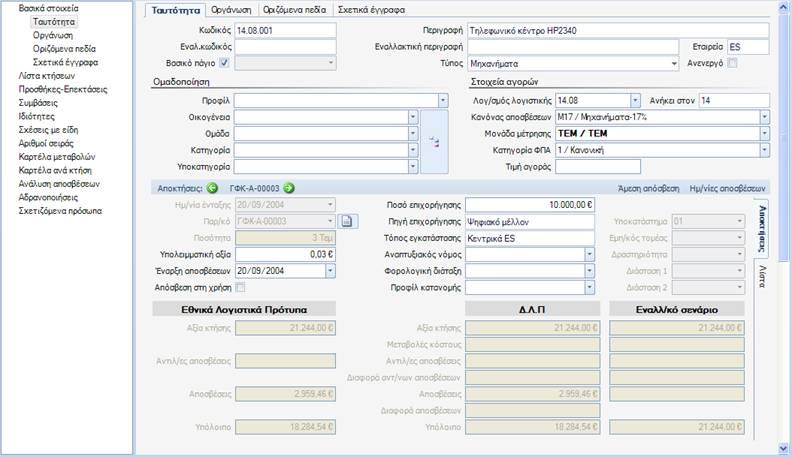 Βασικά στοιχεία
Ταυτότητα
Οργάνωση
Οριζόμενα πεδία
Σχετικά έγγραφα
Λίστα κτήσεων
Προσθήκες-Επεκτάσεις
Συμβάσεις
Ιδιότητες
Σχέσεις με είδη
Αριθμοί σειράς
Καρτέλα μεταβολών
Καρτέλα ανά κτήση
Ανάλυση αποσβέσεων
Αδρανοποιήσεις
Σχετιζόμενα πρόσωπα
Ταυτότητα Οργάνωση Οριζόμενα πεδία Σχετικά έγγραφα
Κωδικός 14.08.001 Περιγραφή Τηλεφωνικό κέντρο HP2340
Εναλ.κωδικός Εναλλακτική περιγραφή Εταιρεία ES
Βασικό πάγιο Τύπος Μηχανήματα Ανενεργό
Ομαδοποίηση Στοιχεία αγορών
Προφίλ Λογ/σμός λογιστικής 14.08 Ανήκει στον 14
Οικογένεια Κανόνας αποσβέσεων Μ17 / Μηχανήματα-17%
Ομάδα Μονάδα μέτρησης ΤΕΜ / ΤΕΜ
Κατηγορία Κατηγορία ΦΠΑ 1 / Κανονική
Υποκατηγορία Τιμή αγοράς
Αποκτήσεις: ΓΦΚ-Α-00003 Άμεση απόσβεση Ημ/νίες αποσβέσεων
Ημ/νία ένταξης 20/09/2004 Ποσό επιχορήγησης 10.000,00 €
Παρ/κό ΓΦΚ-Α-00003 Πηγή επιχορήγησης Ψηφιακό μέλλον Υποκατάστημα 01
Ποσότητα 3 Τεμ Τόπος εγκατάστασης Κεντρικά ES Εμη/κός τομέας
Υπολειμματική αξία 0,03 € Αναπτυξιακός νόμος Δραστηριότητα
Έναρξη αποσβέσεων 20/09/2004 Φορολογική διάταξη Διάσταση 1
Απόσβεση στη χρήση Προφίλ κατανομής Διάσταση 2
Αποκτήσεις
Λίστα
Εθνικά Λογιστικά Πρότυπα Δ.Λ.Π Εναλλ/κό σενάριο
Αξία κτήσης 21.244,00 € Αξία κτήσης 21.244,00 € 21.244,00 €
Μεταβολές κόστους
Αντιλ/ες αποσβέσεις Αντιλ/ες αποσβέσεις
Διαφορά αντ/νων αποσβέσεων
Αποσβέσεις 2.959,46 € Αποσβέσεις 2.959,46 €
Διαφορά αποσβέσεων
Υπόλοιπο 18.284,54 € Υπόλοιπο 18.284,54 € 21.244,00 €